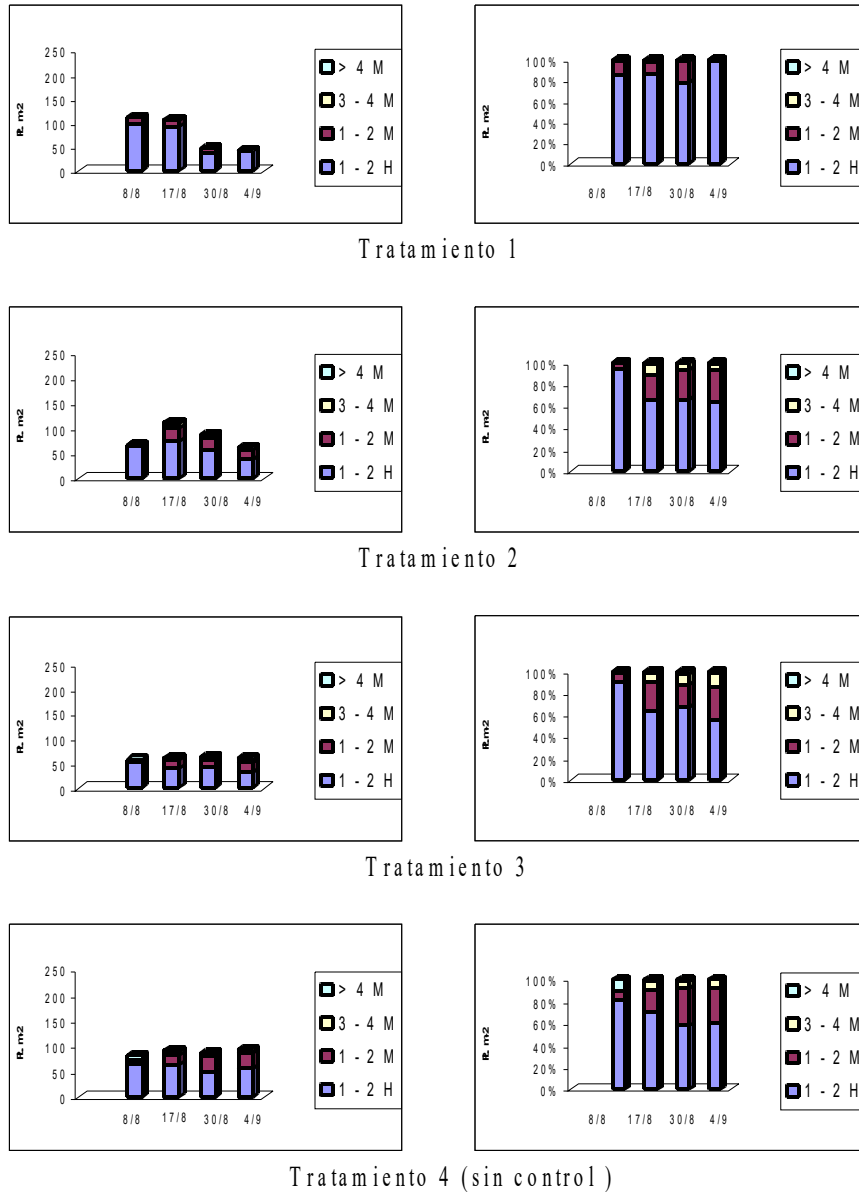 250
200
150
100
50
0
PL. m2
8/8 17/8 30/8 4/9
> 4 M
3 - 4 M
1 - 2 M
1 - 2 H
100%
80%
60%
40%
20%
0%
PL. m2
8/8 17/8 30/8 4/9
> 4 M
3 - 4 M
1 - 2 M
1 - 2 H
Tratamiento 1
250
200
150
100
50
0
PL. m2
8/8 17/8 30/8 4/9
> 4 M
3 - 4 M
1 - 2 M
1 - 2 H
100%
80%
60%
40%
20%
0%
PL. m2
8/8 17/8 30/8 4/9
> 4 M
3 - 4 M
1 - 2 M
1 - 2 H
Tratamiento 2
250
200
150
100
50
0
PL. m2
8/8 17/8 30/8 4/9
> 4 M
3 - 4 M
1 - 2 M
1 - 2 H
100%
80%
60%
40%
20%
0%
PL.m2
8/8 17/8 30/8 4/9
> 4 M
3 - 4 M
1 - 2 M
1 - 2 H
Tratamiento 3
250
200
150
100
50
0
PL. m2
8/8 17/8 30/8 4/9
> 4 M
3 - 4 M
1 - 2 M
1 - 2 H
100%
80%
60%
40%
20%
0%
PL. m2
8/8 17/8 30/8 4/9
> 4 M
3 - 4 M
1 - 2 M
1 - 2 H
Tratamiento 4 (sin control)